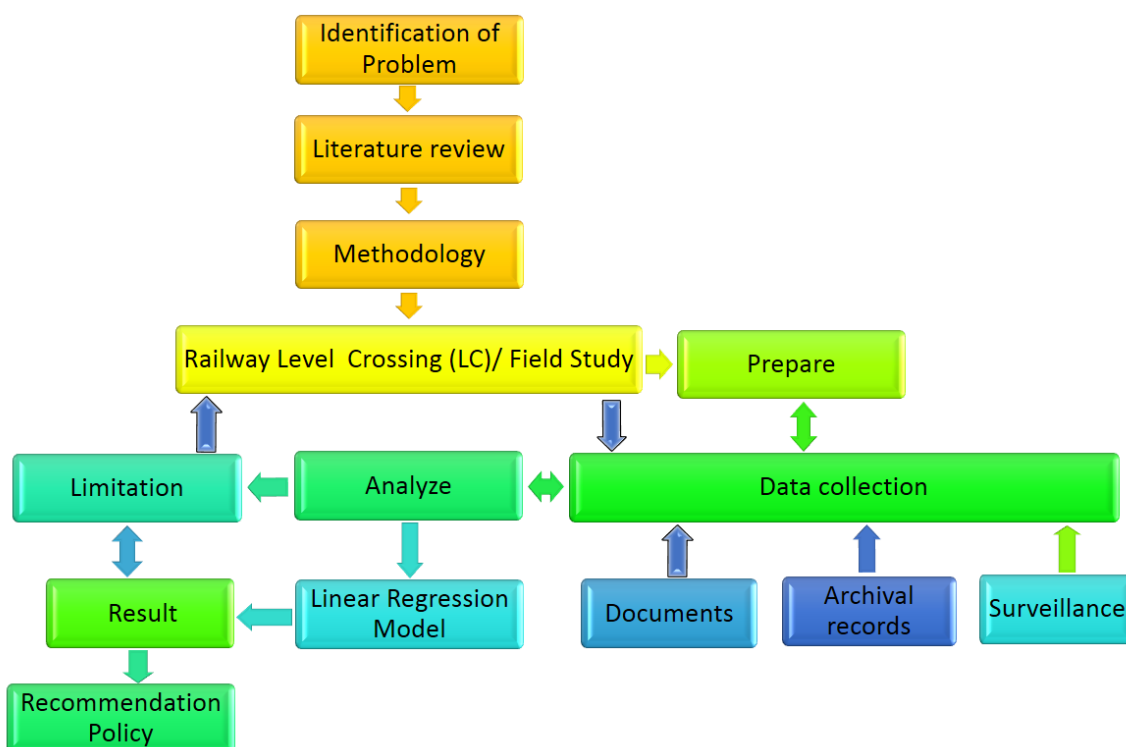 Identification of
Problem
Literature review
Methodology
Railway Level Crossing (LC)/ Field Study
Prepare
Limitation
Analyze
Data collection
Result
Linear Regression
Model
Documents
Archival
records
Surveillance
Recommendation
Policy